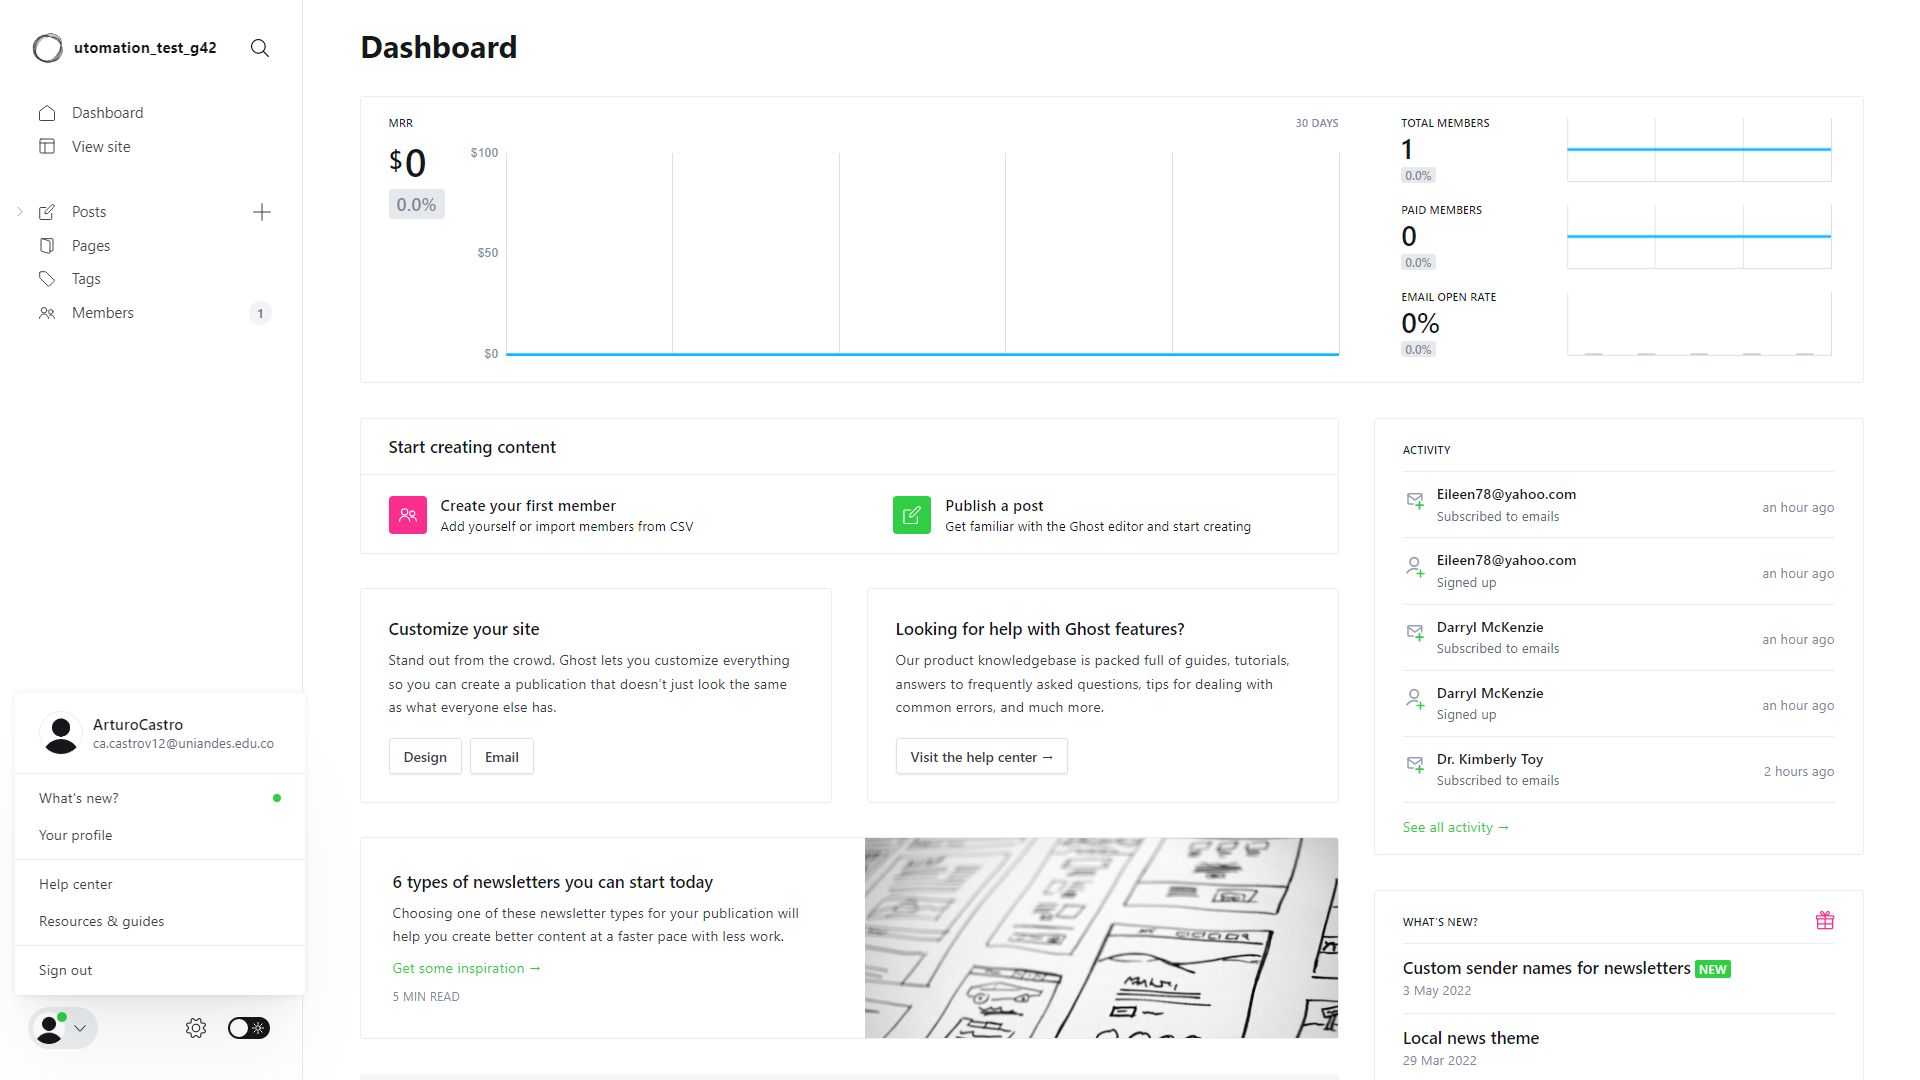 utomation_test_g42
Dashboard
View site
Posts
Pages
Tags
Members
1
ArturoCastro
ca.castrov12@uniandes.edu.co
What's new?
Your profile
Help center
Resources & guides
Sign out
Dashboard
MRR
30 DAYS
$0
0.0%
$100
$50
$0
TOTAL MEMBERS
1
0.0%
PAID MEMBERS
0
0.0%
EMAIL OPEN RATE
0%
0.0%
Start creating content
Create your first member
Add yourself or import members from CSV
Publish a post
Get familiar with the Ghost editor and start creating
Customize your site
Stand out from the crowd. Ghost lets you customize everything
so you can create a publication that doesn’t just look the same
as what everyone else has.
Design
Email
Looking for help with Ghost features?
Our product knowledgebase is packed full of guides, tutorials,
answers to frequently asked questions, tips for dealing with
common errors, and much more.
Visit the help center →
6 types of newsletters you can start today
Choosing one of these newsletter types for your publication will
help you create better content at a faster pace with less work.
Get some inspiration →
5 MIN READ
ACTIVITY
Eileen78@yahoo.com
Subscribed to emails
an hour ago
Eileen78@yahoo.com
Signed up
an hour ago
Darryl McKenzie
Subscribed to emails
an hour ago
Darryl McKenzie
Signed up
an hour ago
Dr. Kimberly Toy
Subscribed to emails
2 hours ago
See all activity →
WHAT'S NEW?
Custom sender names for newsletters NEW
3 May 2022
Local news theme
29 Mar 2022